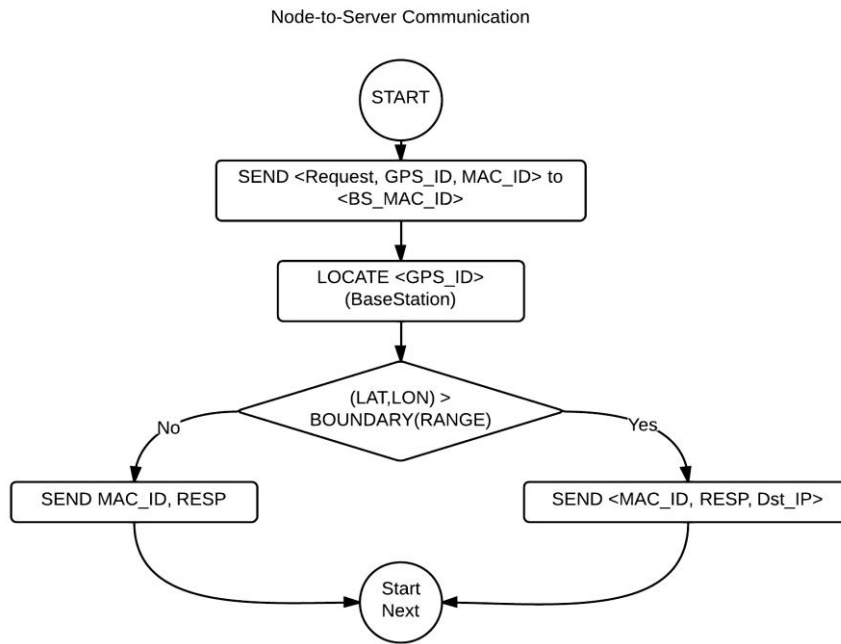 Node-to-Server Communication
START
SEND <Request, GPS_ID, MAC_ID> to
<BS_MAC_ID>
LOCATE <GPS_ID>
(BaseStation)
(LAT,LON) >
BOUNDARY(RANGE)
No
Yes
SEND MAC_ID, RESP
SEND <MAC_ID, RESP, Dst_IP>
Start
Next